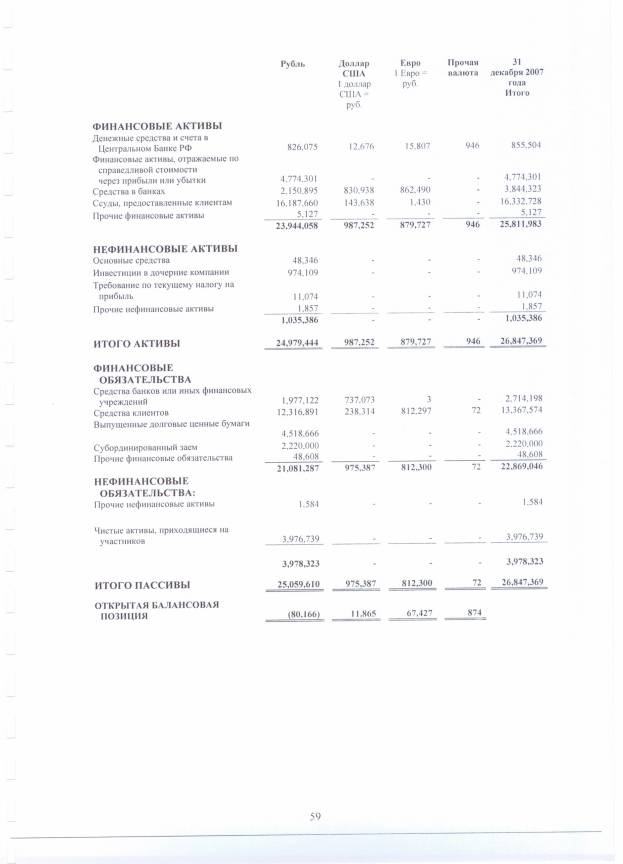 Рубль Доллар Евро Прочая 31
США 1 Евро = валюта декабря 2007
1 доллар руб. года
США = Итого
руб.
ФИНАНСОВЫЕ АКТИВЫ
Денежные средства и счета в
Центральном Банке РФ 826,075 12,676 15,807 946 855,504
Финансовые активы, отражаемые по
справедливой стоимости
через прибыли или убытки 4,774,301 - - - 4,774,301
Средства в банках 2,150,895 830,938 862,490 - 3,844,323
Ссуды, предоставленные клиентам 16,187,660 143,638 1,430 - 16,332,728
Прочие финансовые активы 5,127 - - - 5,127
23,944,058 987,252 879,727 946 25,811,983
НЕФИНАНСОВЫЕ АКТИВЫ
Основные средства 48,346 - - - 48,346
Инвестиции в дочерние компании 974,109 - - - 974,109
Требование по текущему налогу на
прибыль 11,074 - - - 11,074
Прочие нефинансовые активы 1,857 - - - 1,857
1,035,386 - - - 1,035,386
ИТОГО АКТИВЫ 24,979,444 987,252 879,727 946 26,847,369
ФИНАНСОВЫЕ
ОБЯЗАТЕЛЬСТВА
Средства банков или иных финансовых
учреждений 1,977,122 737,073 3 - 2,714,198
Средства клиентов 12,316,891 238,314 812,297 72 13,367,574
Выпущенные долговые ценные бумаги
4,518,666 - - - 4,518,666
Субординированный заем 2,220,000 - - - 2,220,000
Прочие финансовые обязательства 48,608 - - - 48,608
21,081,287 975,387 812,300 72 22,869,046
НЕФИНАНСОВЫЕ
ОБЯЗАТЕЛЬСТВА:
Прочие нефинансовые активы 1,584 - - - 1,584
Чистые активы, приходящиеся на
участников 3,976,739 - - - 3,976,739
3,978,323 - - - 3,978,323
ИТОГО ПАССИВЫ 25,059,610 975,387 812,300 72 26,847,369
ОТКРЫТАЯ БАЛАНСОВАЯ
ПОЗИЦИЯ (80,166) 11,865 67,427 874
59